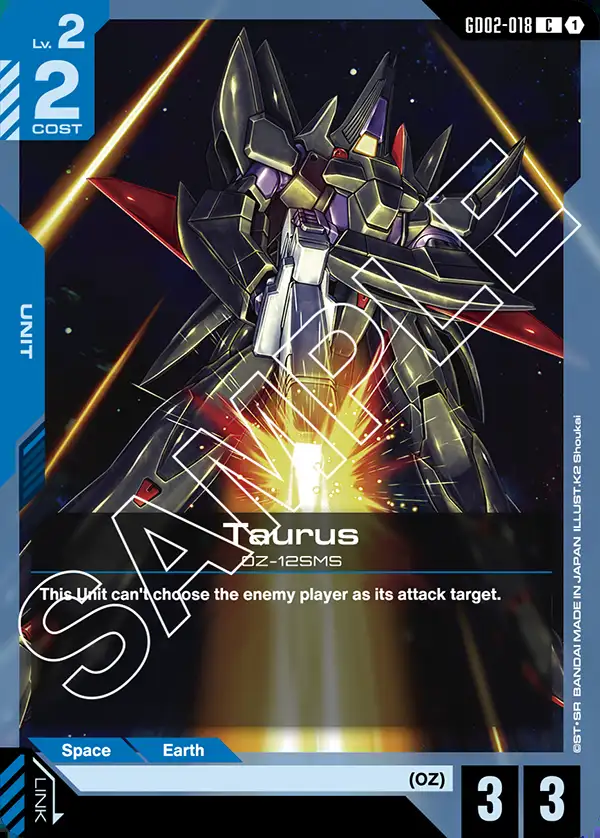 GD02-018 C 1
Lv. 2
2
COST
UNIT
SAMPLE
Taurus
OZ-12SMS
This Unit can't choose the enemy player as its attack target.
©ST・SR BANDAI MADE IN JAPAN ILLUST:K2 Shoukai
Space Earth
LINK
(OZ)
3 3